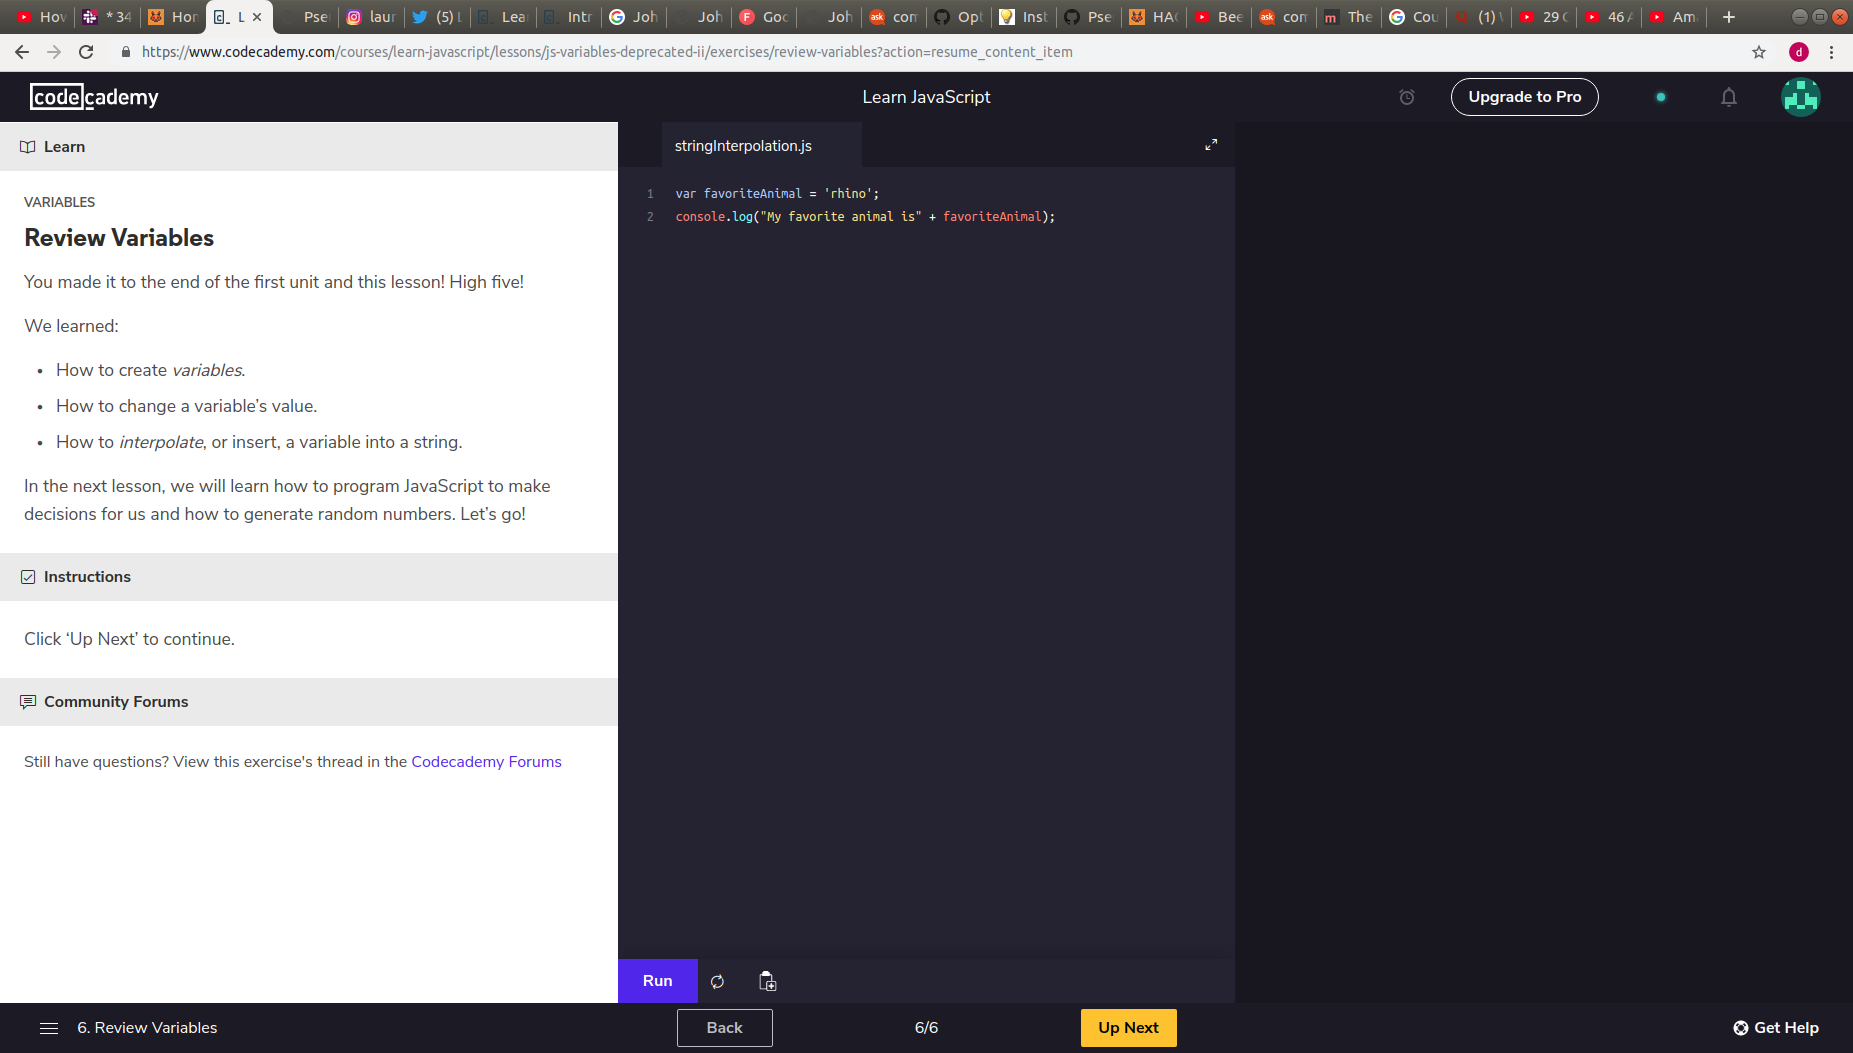 How
* 34
Hor
L
Pse
laur
(5) L
Lear
Intr
Joh
Joh
Goo
Joh
com
Opt
Inst
Pse
HAC
Bee
com
The
Cou
(1)
29
46
Am
https://www.codecademy.com/courses/learn-javascript/lessons/js-variables-deprecated-ii/exercises/review-variables?action=resume_content_item
d
codecademy
Learn JavaScript
Upgrade to Pro
Learn
stringInterpolation.js
VARIABLES
Review Variables
You made it to the end of the first unit and this lesson! High five!
We learned:
• How to create variables.
• How to change a variable’s value.
• How to interpolate, or insert, a variable into a string.
In the next lesson, we will learn how to program JavaScript to make
decisions for us and how to generate random numbers. Let’s go!
Instructions
Click ‘Up Next’ to continue.
Community Forums
Still have questions? View this exercise's thread in the Codecademy Forums
1 var favoriteAnimal = 'rhino';
2 console.log("My favorite animal is" + favoriteAnimal);
Run
6. Review Variables
Back
6/6
Up Next
Get Help